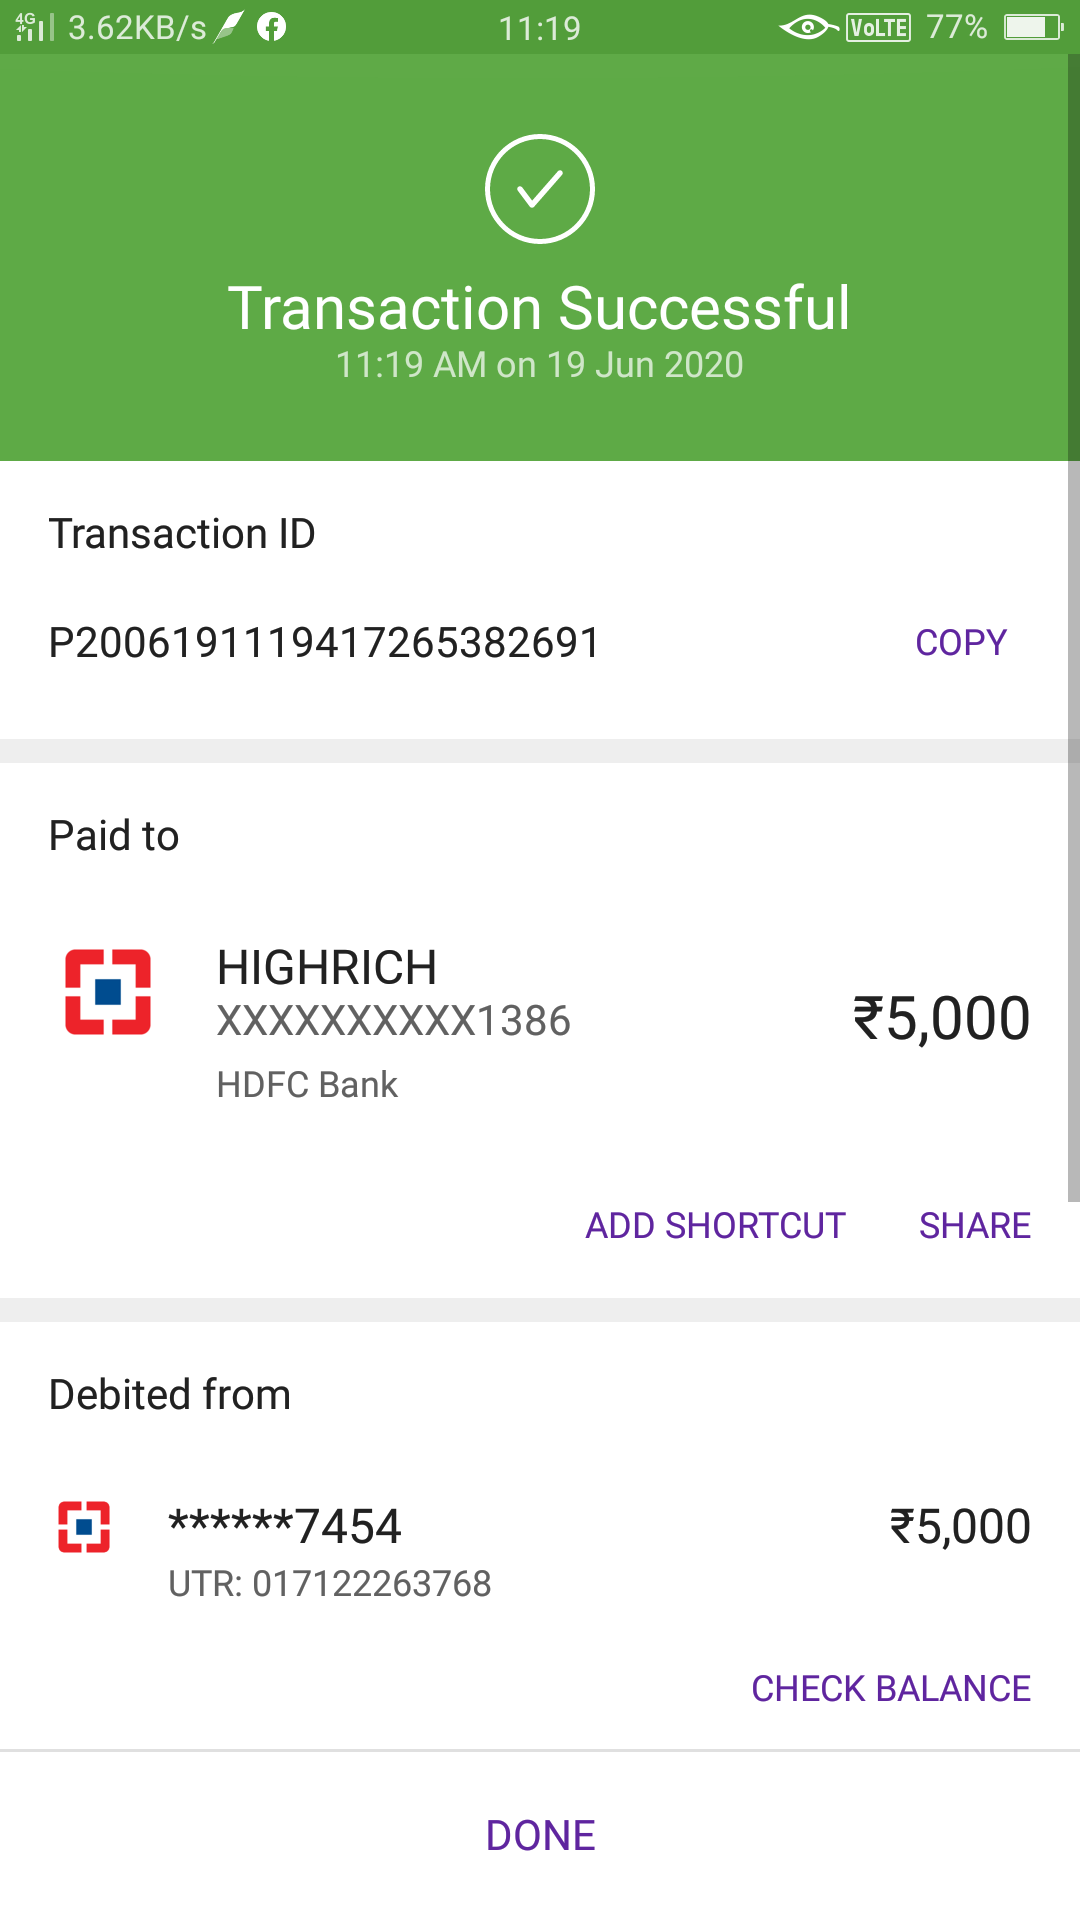 4G 3.62KB/s 11:19 VoLTE 77%
Transaction Successful
11:19 AM on 19 Jun 2020
Transaction ID
P2006191119417265382691 COPY
Paid to
HIGHRICH
XXXXXXXXXX1386 ₹5,000
HDFC Bank
ADD SHORTCUT SHARE
Debited from
******7454 ₹5,000
UTR: 017122263768
CHECK BALANCE
DONE